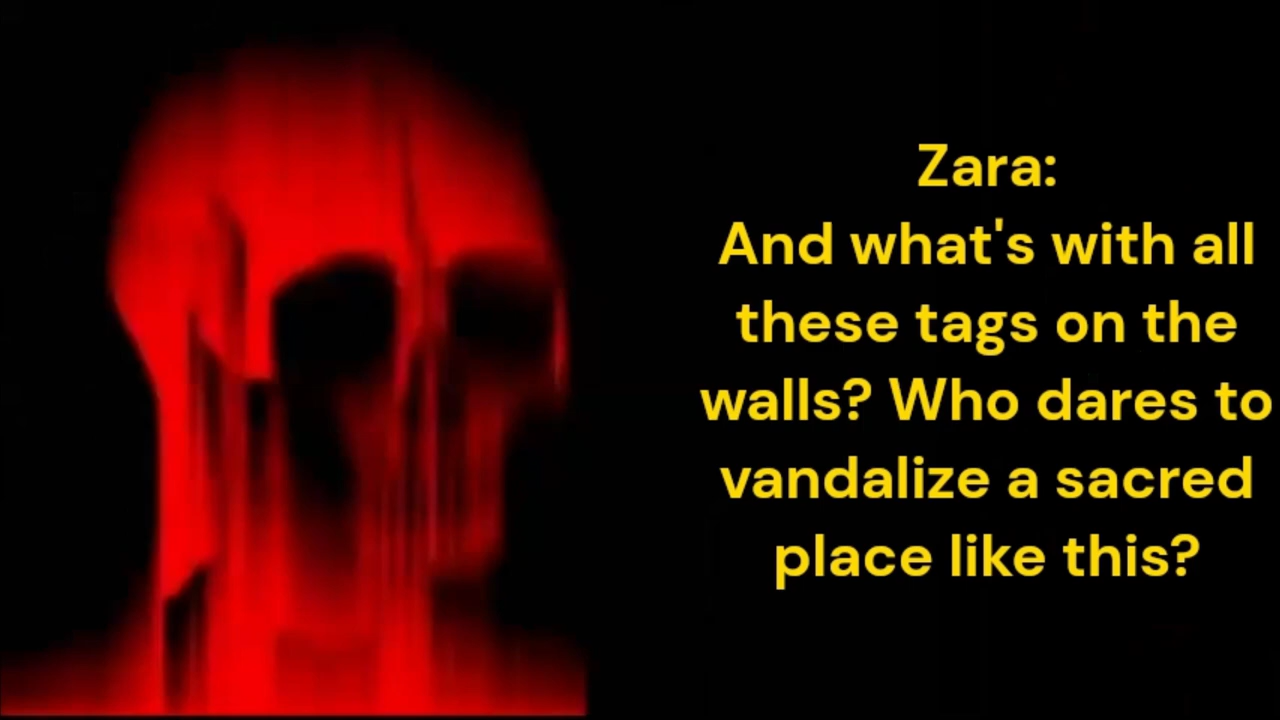 Zara:
And what's with all
these tags on the
walls? Who dares to
vandalize a sacred
place like this?